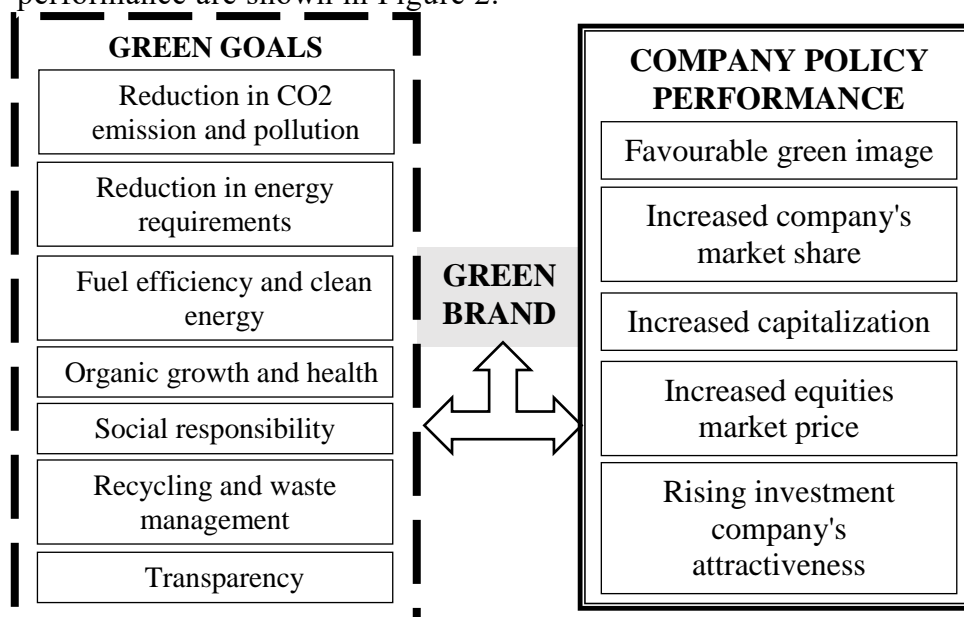 performance are shown in Figure 2.
GREEN GOALS
Reduction in CO2
emission and pollution
Reduction in energy
requirements
Fuel efficiency and clean
energy
Organic growth and health
Social responsibility
Recycling and waste
management
Transparency
GREEN
BRAND
COMPANY POLICY
PERFORMANCE
Favourable green image
Increased company's
market share
Increased capitalization
Increased equities
market price
Rising investment
company's
attractiveness